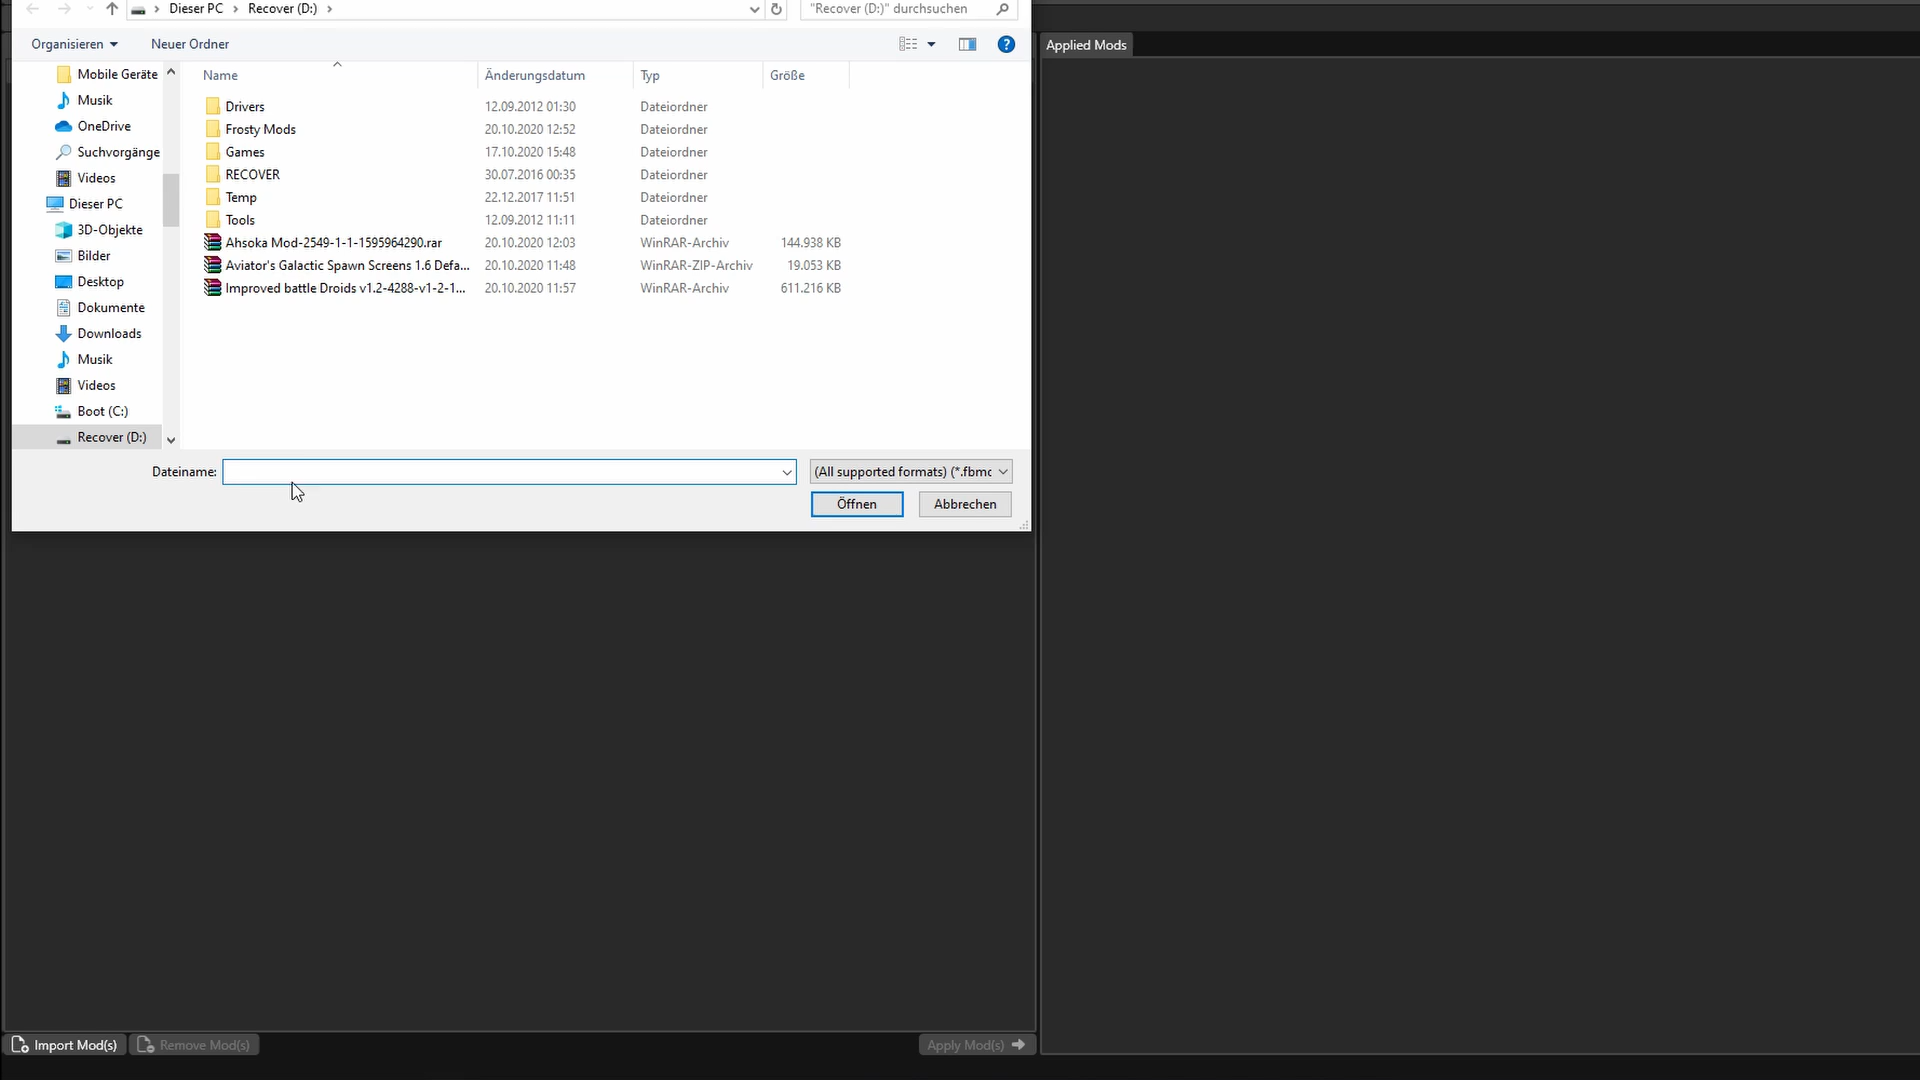 Dieser PC
Recover (D:)
"Recover (D:)" durchsuchen
Applied Mods
Organisieren
Neuer Ordner
Name Änderungsdatum Typ Größe
Mobile Geräte
Musik
OneDrive
Suchvorgänge
Videos
Dieser PC
3D-Objekte
Bilder
Desktop
Dokumente
Downloads
Musik
Videos
Boot (C:)
Recover (D:)
Drivers 12.09.2012 01:30 Dateiordner
Frosty Mods 20.10.2020 12:52 Dateiordner
Games 17.10.2020 15:48 Dateiordner
RECOVER 30.07.2016 00:35 Dateiordner
Temp 22.12.2017 11:51 Dateiordner
Tools 12.09.2012 11:11 Dateiordner
Ahsoka Mod-2549-1-1-1595964290.rar 20.10.2020 12:03 WinRAR-Archiv 144.938 KB
Aviator's Galactic Spawn Screens 1.6 Defa... 20.10.2020 11:48 WinRAR-ZIP-Archiv 19.053 KB
Improved battle Droids v1.2-4288-v1-2-1... 20.10.2020 11:57 WinRAR-Archiv 611.216 KB
Dateiname:
(All supported formats) (*.fbmc
Öffnen
Abbrechen
Import Mod(s)
Remove Mod(s)
Apply Mod(s)